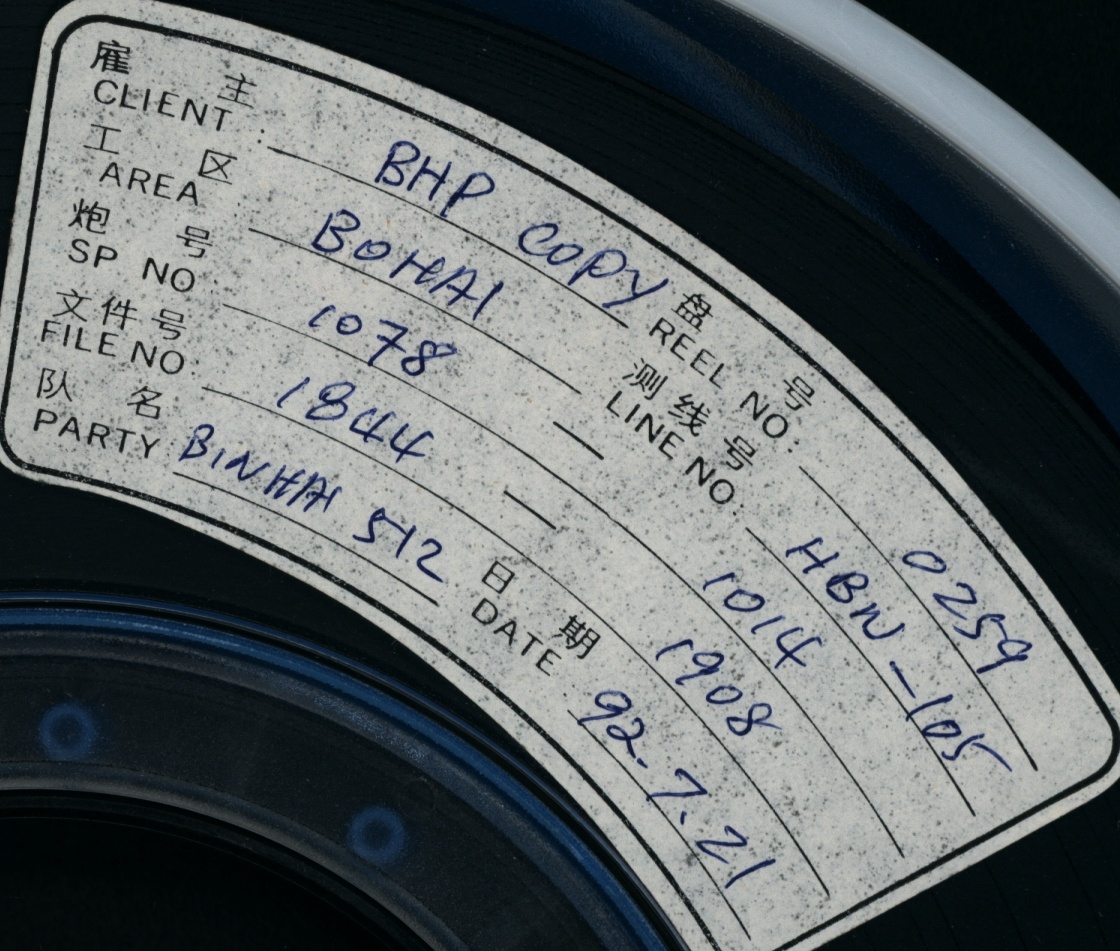 雇 主
CLIENT : BHP COPY 盘 号 REEL NO: 0259
工 区
AREA : BOHAI 测线号 LINE NO: HBW-105
炮 号
SP NO : 1078 — 1014
文件号
FILE NO: 1844 — 1908
队 名
PARTY BINHAI 512 日 期 DATE : 92.7.21